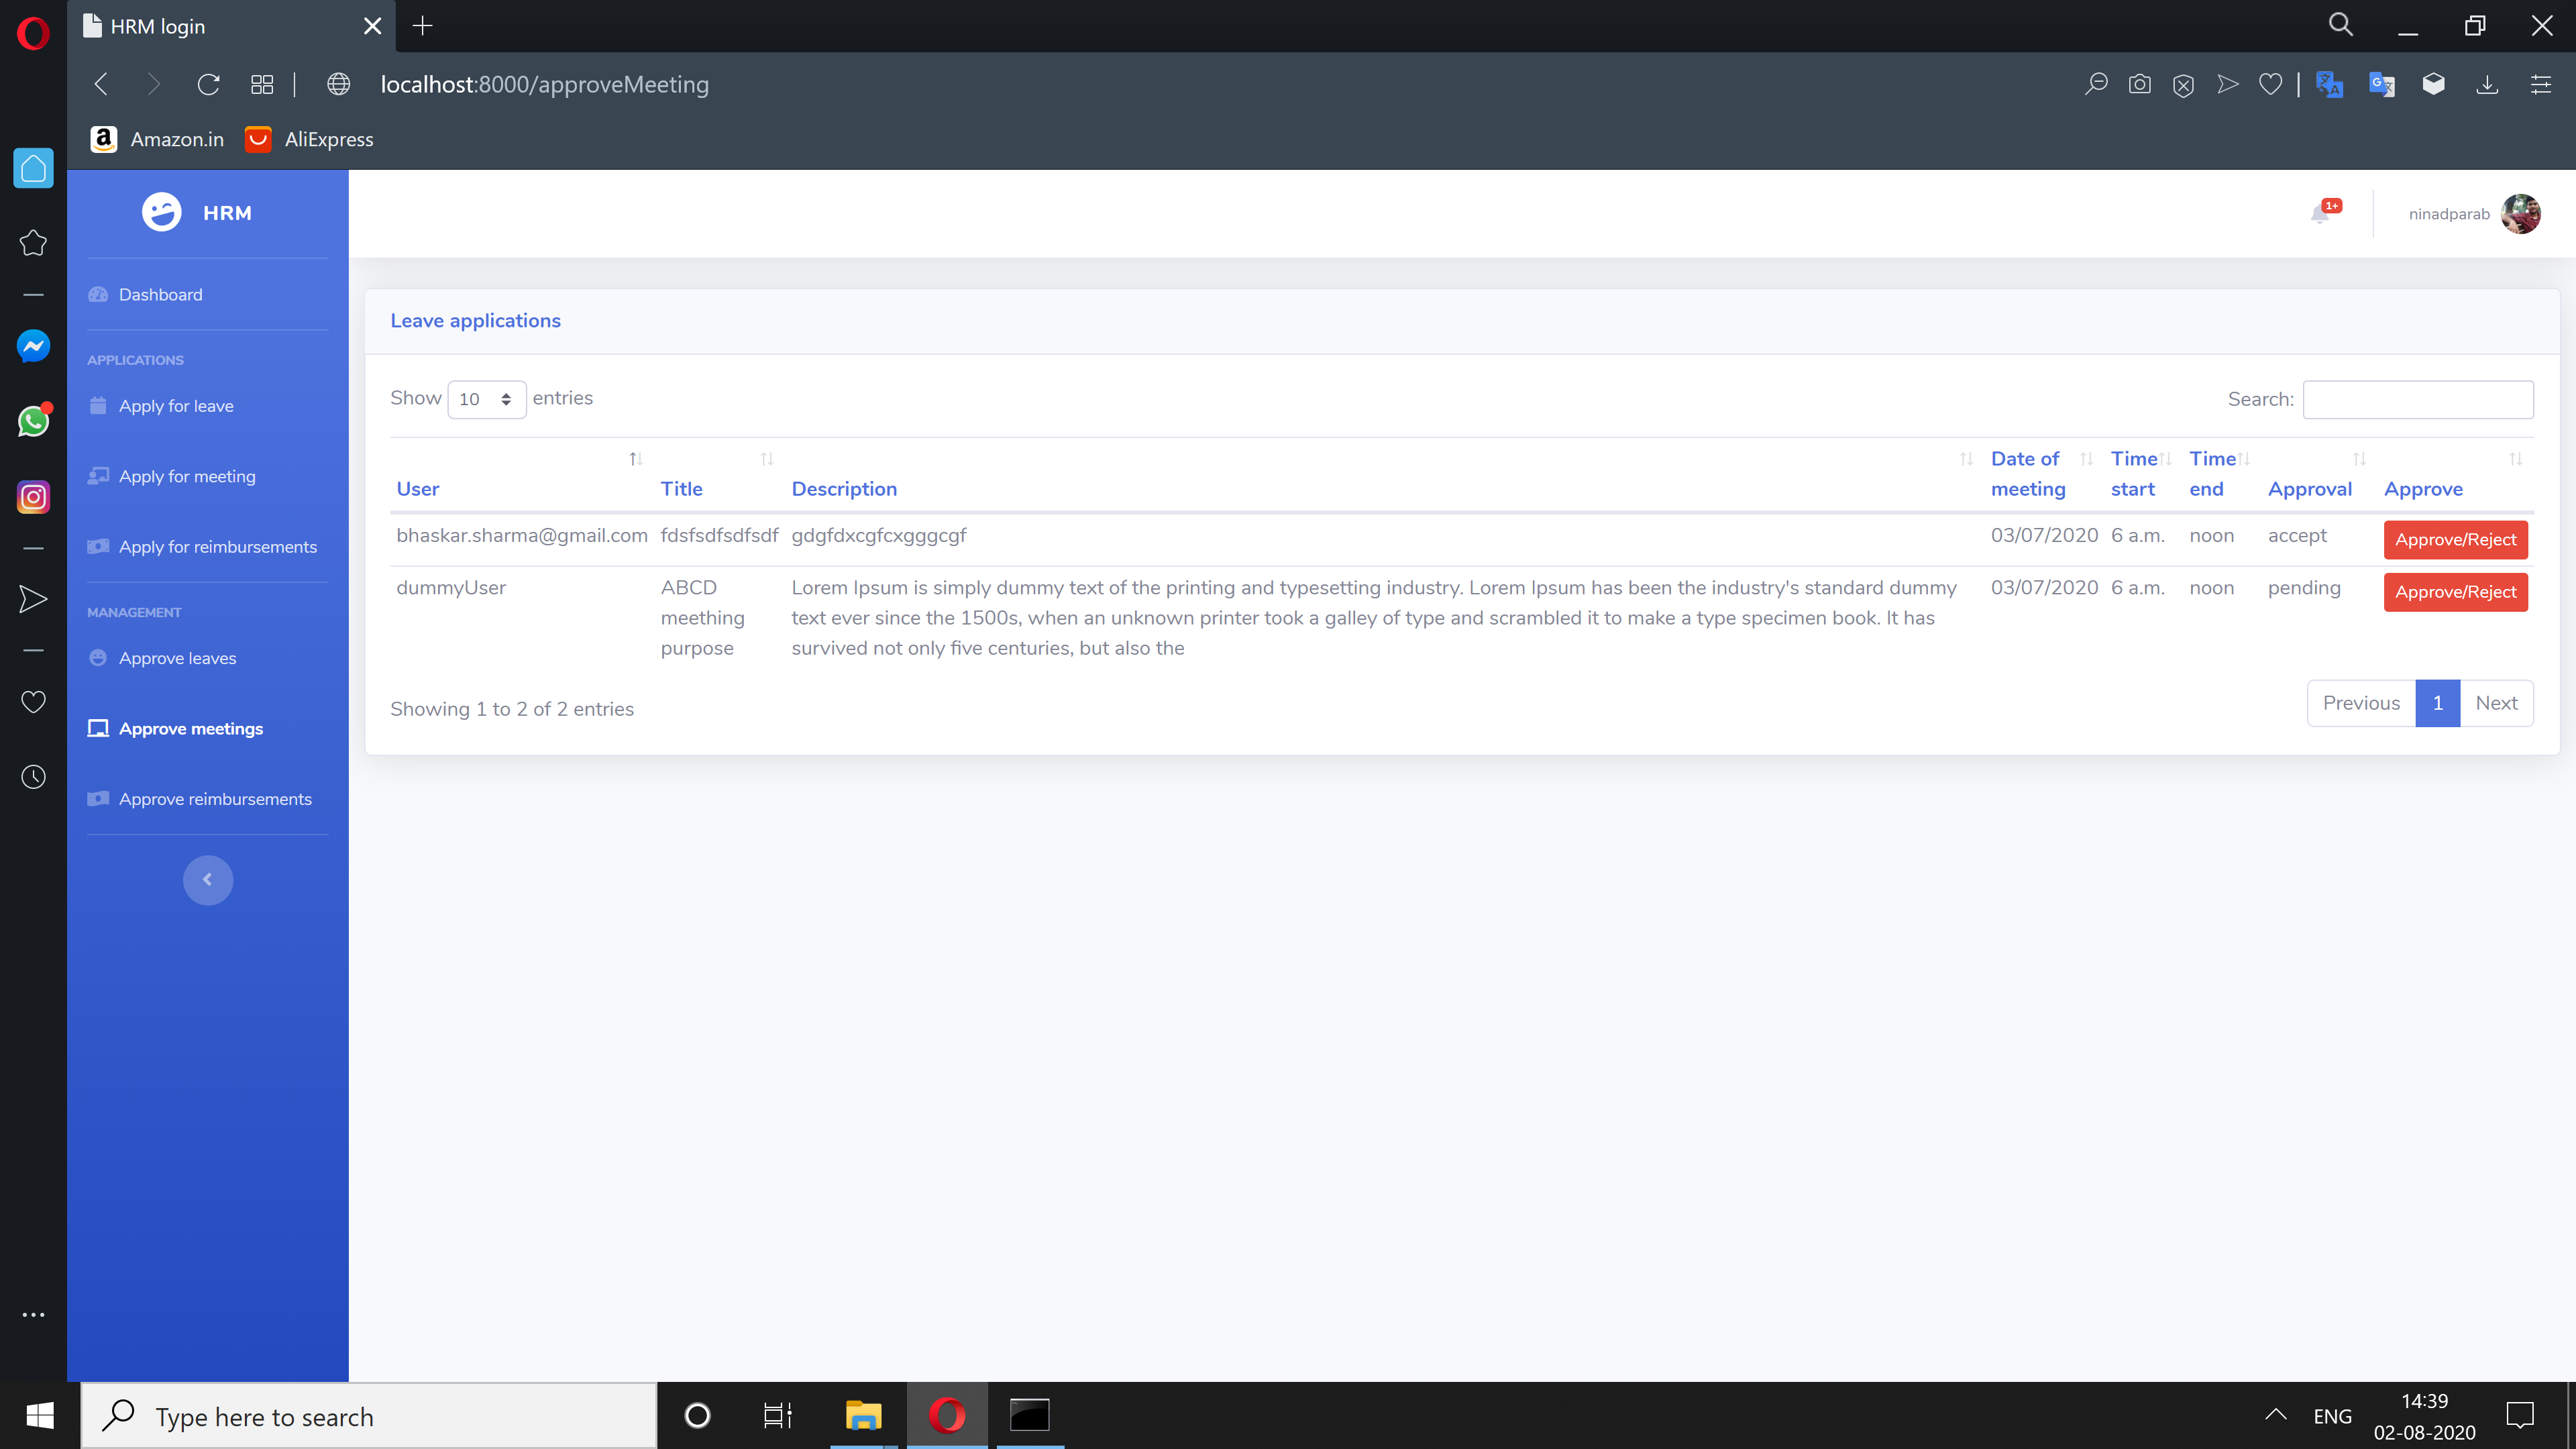 HRM login
localhost:8000/approveMeeting
Amazon.in AliExpress
HRM
1+
ninadparab
Dashboard
APPLICATIONS
Apply for leave
Apply for meeting
Apply for reimbursements
MANAGEMENT
Approve leaves
Approve meetings
Approve reimbursements
Leave applications
Show 10 entries
Search:
User Title Description Date of meeting Time start Time end Approval Approve
bhaskar.sharma@gmail.com fdsfsdfsdfsdf gdgfdxcgfcxgggcgf 03/07/2020 6 a.m. noon accept Approve/Reject
dummyUser ABCD Lorem Ipsum is simply dummy text of the printing and typesetting industry. Lorem Ipsum has been the industry's standard dummy 03/07/2020 6 a.m. noon pending Approve/Reject
meething text ever since the 1500s, when an unknown printer took a galley of type and scrambled it to make a type specimen book. It has
purpose survived not only five centuries, but also the
Showing 1 to 2 of 2 entries
Previous 1 Next
Type here to search
ENG
14:39
02-08-2020